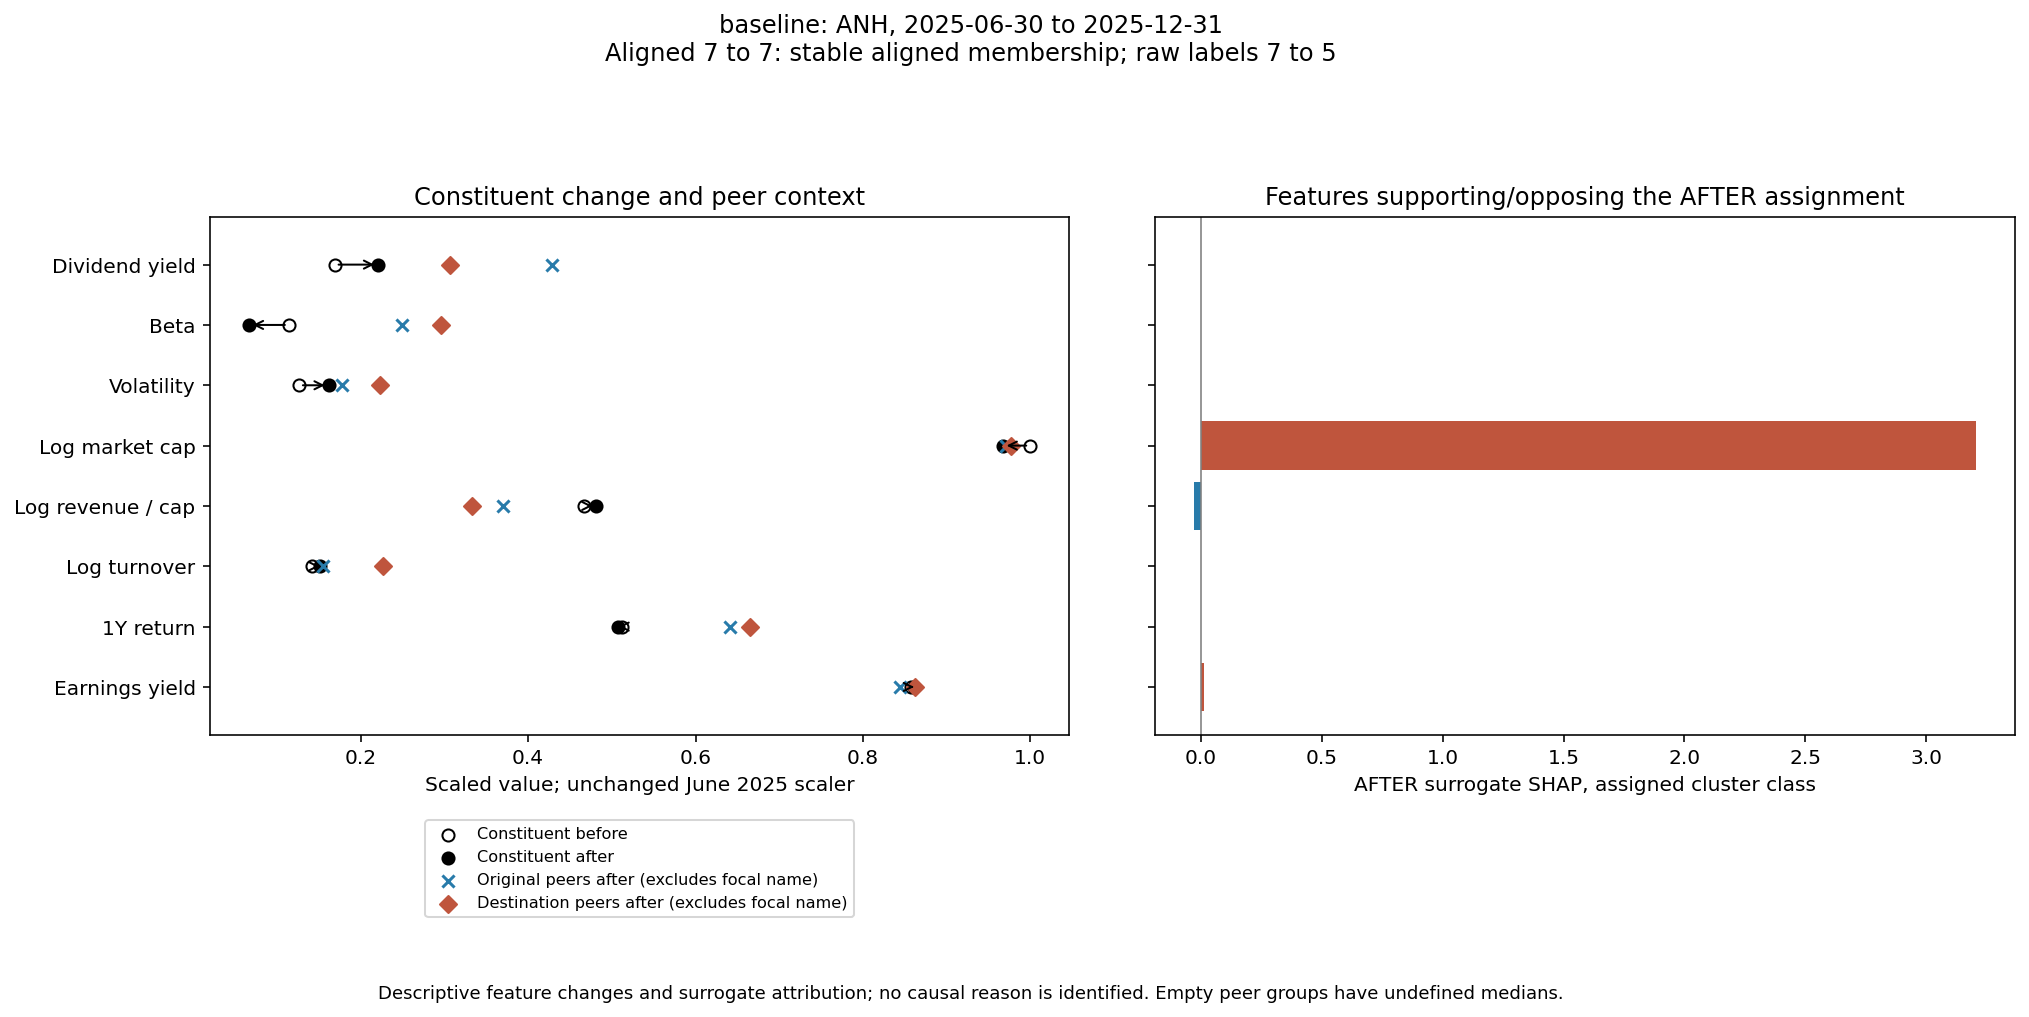 baseline: ANH, 2025-06-30 to 2025-12-31
Aligned 7 to 7: stable aligned membership; raw labels 7 to 5
Constituent change and peer context
Dividend yield
Beta
Volatility
Log market cap
Log revenue / cap
Log turnover
1Y return
Earnings yield
0.2 0.4 0.6 0.8 1.0
Scaled value; unchanged June 2025 scaler
Constituent before
Constituent after
Original peers after (excludes focal name)
Destination peers after (excludes focal name)
Features supporting/opposing the AFTER assignment
0.0 0.5 1.0 1.5 2.0 2.5 3.0
AFTER surrogate SHAP, assigned cluster class
Descriptive feature changes and surrogate attribution; no causal reason is identified. Empty peer groups have undefined medians.